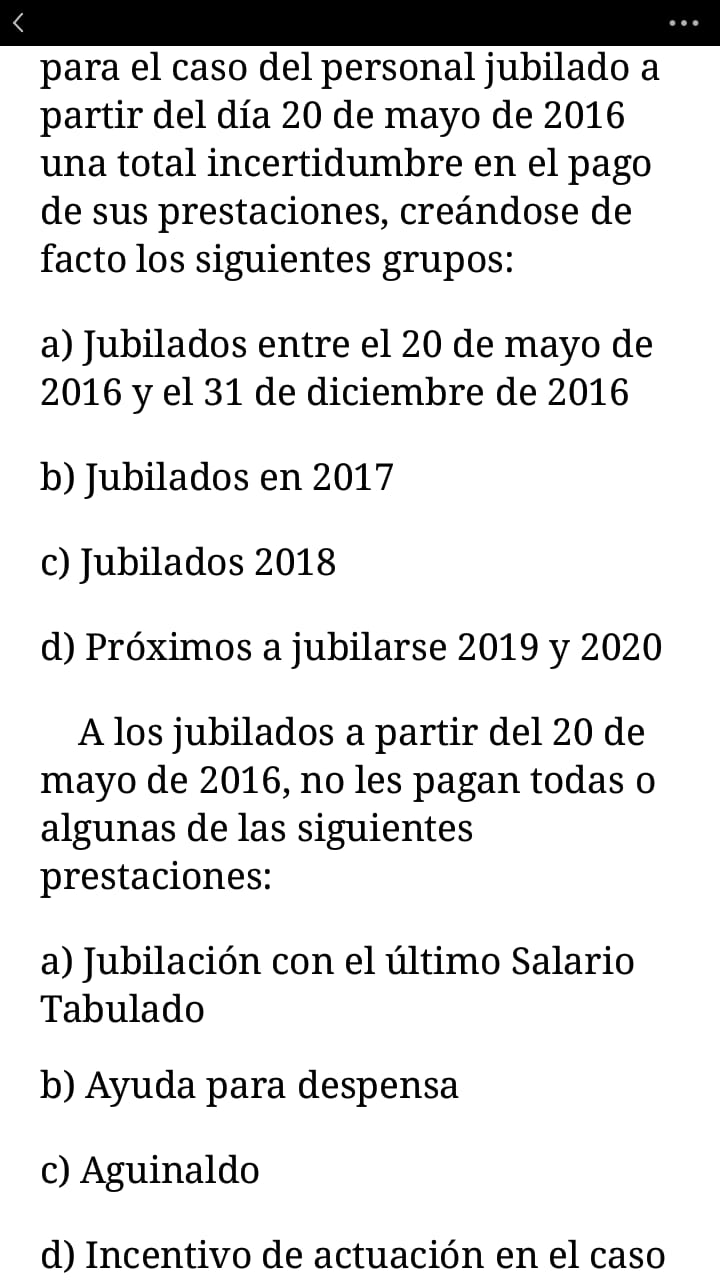 para el caso del personal jubilado a
partir del día 20 de mayo de 2016
una total incertidumbre en el pago
de sus prestaciones, creándose de
facto los siguientes grupos:
a) Jubilados entre el 20 de mayo de
2016 y el 31 de diciembre de 2016
b) Jubilados en 2017
c) Jubilados 2018
d) Próximos a jubilarse 2019 y 2020
A los jubilados a partir del 20 de
mayo de 2016, no les pagan todas o
algunas de las siguientes
prestaciones:
a) Jubilación con el último Salario
Tabulado
b) Ayuda para despensa
c) Aguinaldo
d) Incentivo de actuación en el caso